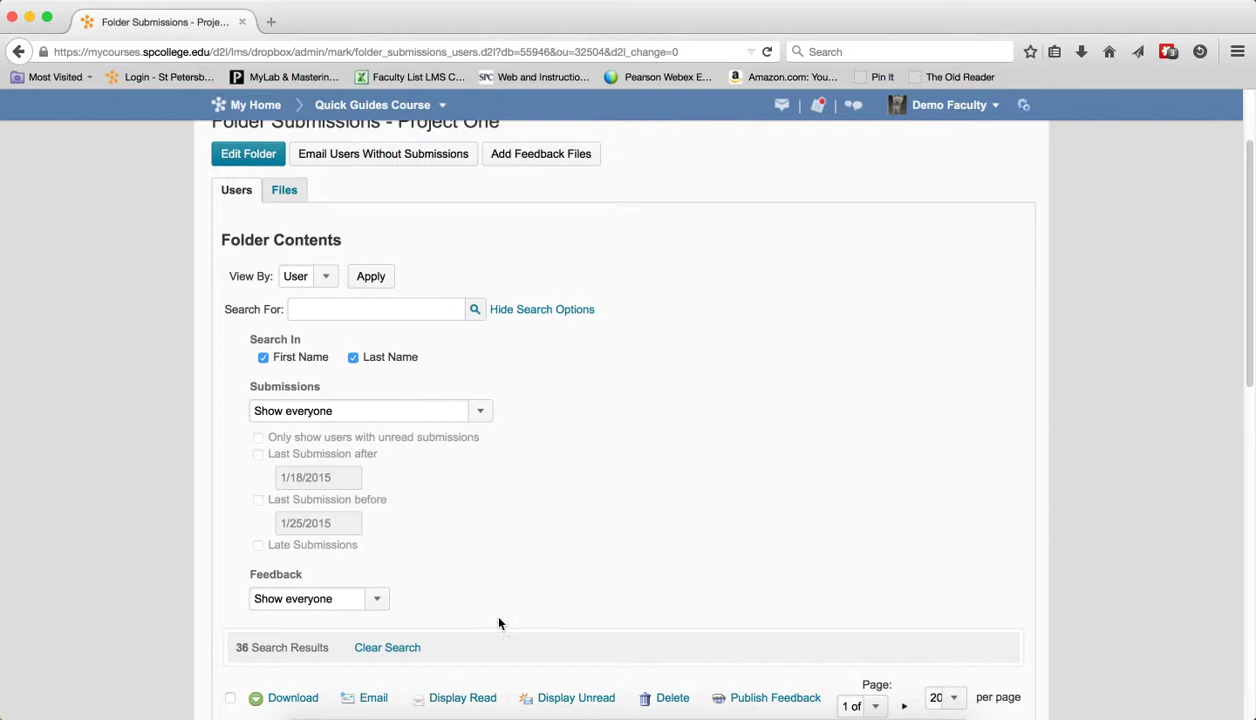 Folder Submissions - Proje...
https://mycourses.spcollege.edu/d2l/lms/dropbox/admin/mark/folder_submissions_users.d2l?db=55946&ou=32504&d2l_change=0 Search
Most Visited Login - St Petersb... MyLab & Mastering... Faculty List LMS C... SPC Web and Instructio... Pearson Webex E... Amazon.com: You... Pin It The Old Reader
My Home Quick Guides Course Demo Faculty
Folder Submissions - Project One
Edit Folder Email Users Without Submissions Add Feedback Files
Users Files
Folder Contents
View By: User Apply
Search For: Hide Search Options
Search In
First Name Last Name
Submissions
Show everyone
Only show users with unread submissions
Last Submission after
1/18/2015
Last Submission before
1/25/2015
Late Submissions
Feedback
Show everyone
36 Search Results Clear Search
Page:
Download Email Display Read Display Unread Delete Publish Feedback 1 of 20 per page